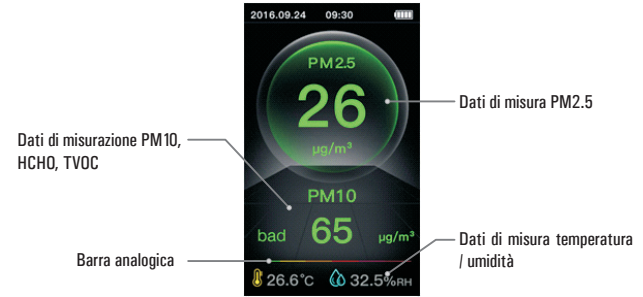 2016.09.24 09:30
PM2.5
26
µg/m³
Dati di misura PM2.5
Dati di misurazione PM10,
HCHO, TVOC
PM10
bad 65 µg/m³
Barra analogica
Dati di misura temperatura
/ umidità
26.6°C 32.5%RH